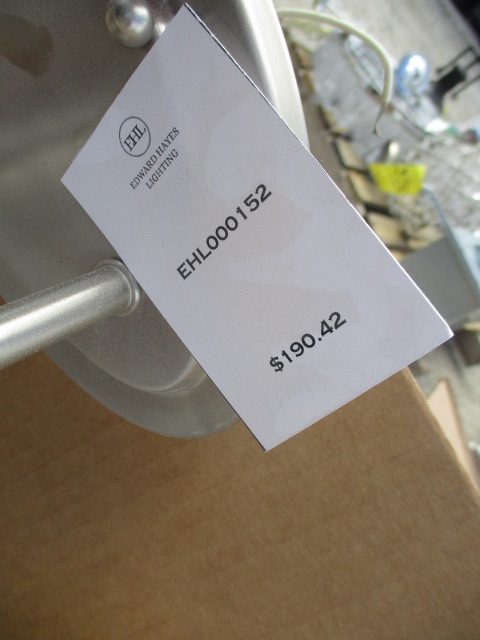 EHL
EDWARD HAYES
LIGHTING
EHL000152
$190.42